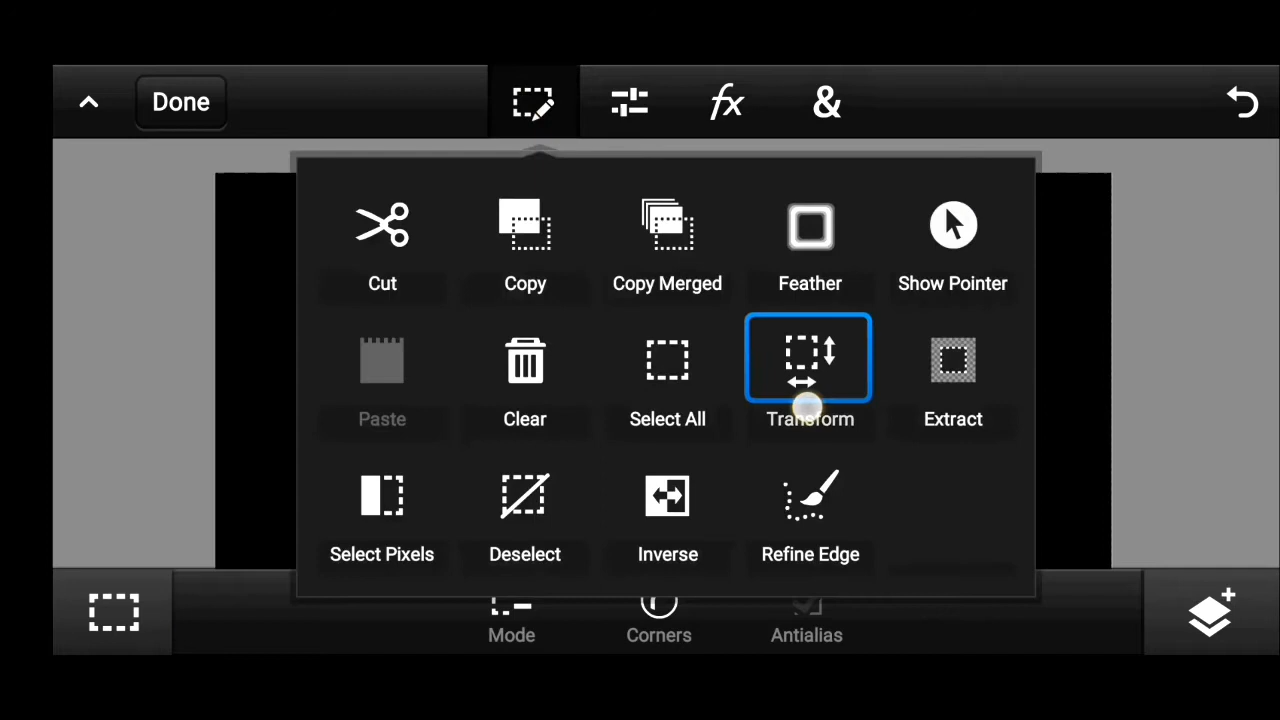 Done
fx
&
Cut
Copy
Copy Merged
Feather
Show Pointer
Paste
Clear
Select All
Transform
Extract
Select Pixels
Deselect
Inverse
Refine Edge
Mode
Corners
Antialias